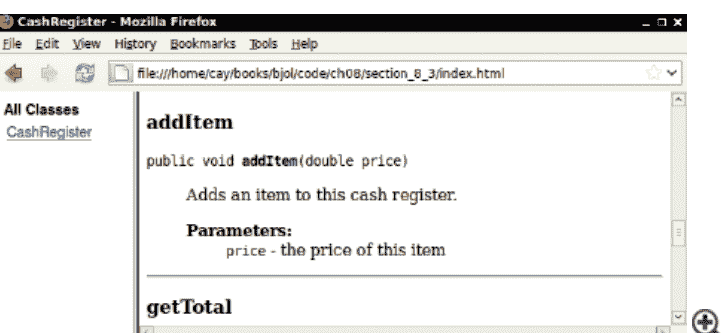 CashRegister - Mozilla Firefox
File Edit View History Bookmarks Tools Help
file:///home/cay/books/bjol/code/ch08/section_8_3/index.html
All Classes
CashRegister
addItem
public void addItem(double price)
Adds an item to this cash register.
Parameters:
price - the price of this item
getTotal